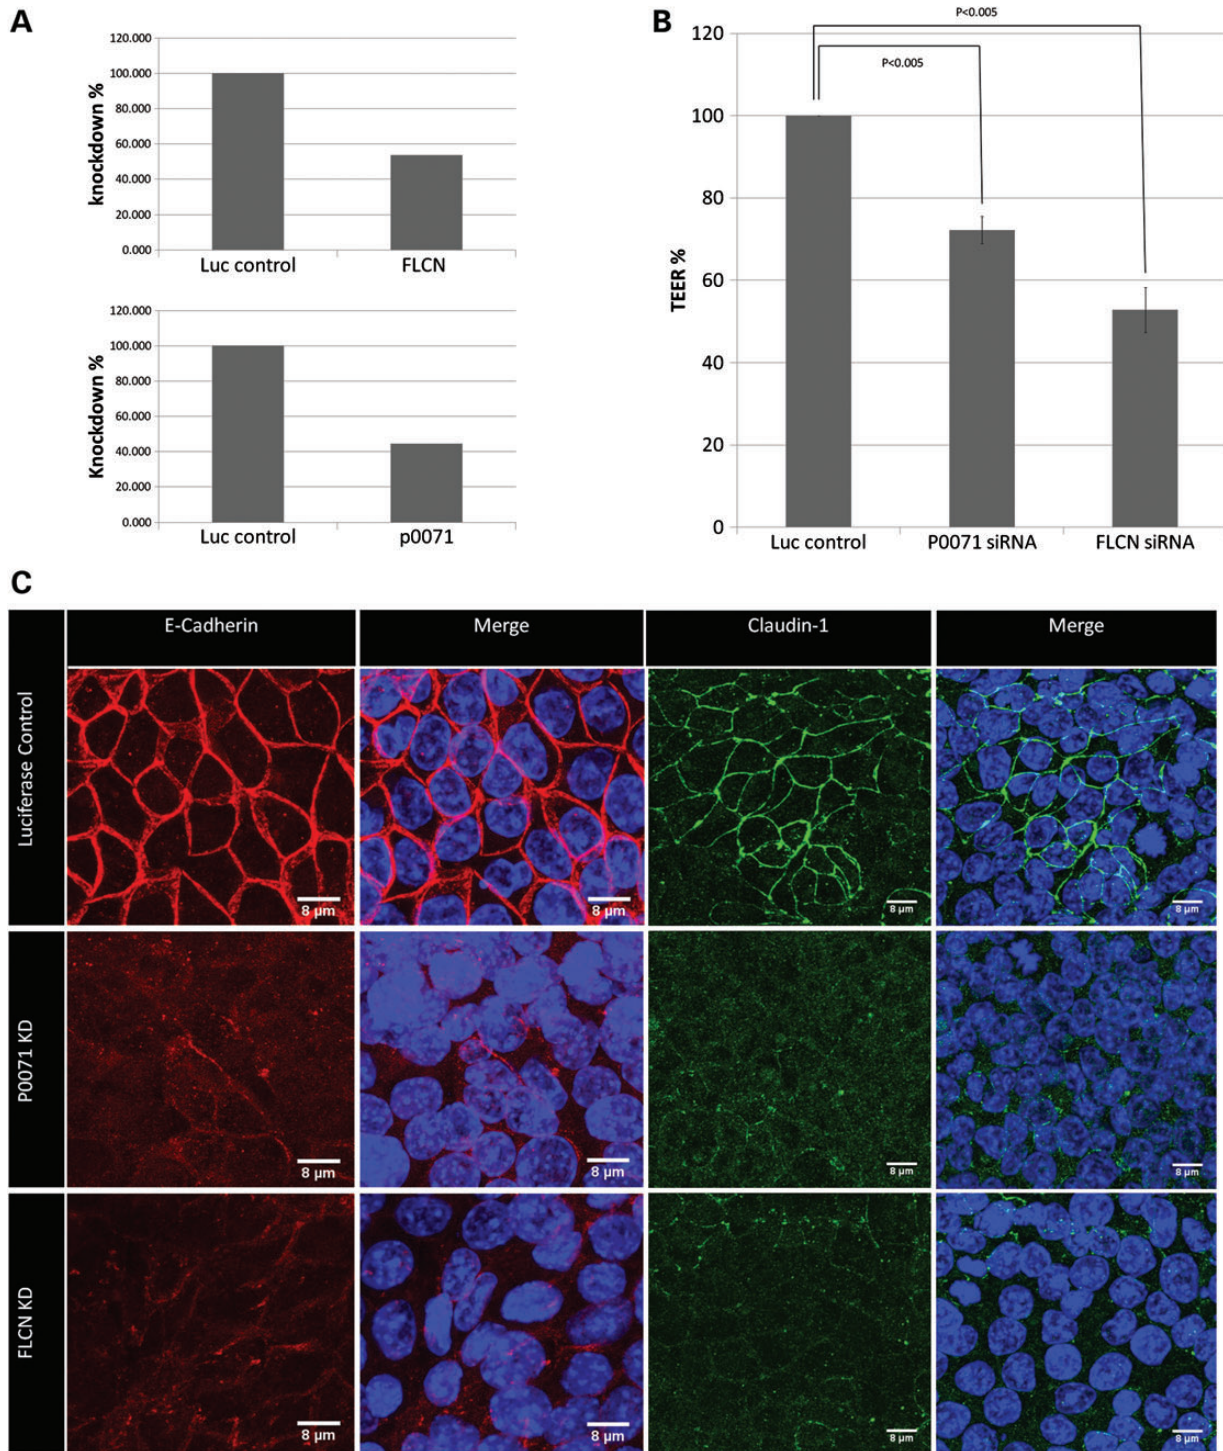 A
120.000
100.000
80.000
60.000
40.000
20.000
0.000
knockdown %
Luc control FLCN
120.000
100.000
80.000
60.000
40.000
20.000
0.000
Knockdown %
Luc control p0071
B
P<0.005
P<0.005
120
100
80
60
40
20
0
TEER %
Luc control P0071 siRNA FLCN siRNA
C
E-Cadherin Merge Claudin-1 Merge
Luciferase Control
8 µm 8 µm 8 µm 8 µm
P0071 KD
8 µm 8 µm 8 µm 8 µm
FLCN KD
8 µm 8 µm 8 µm 8 µm